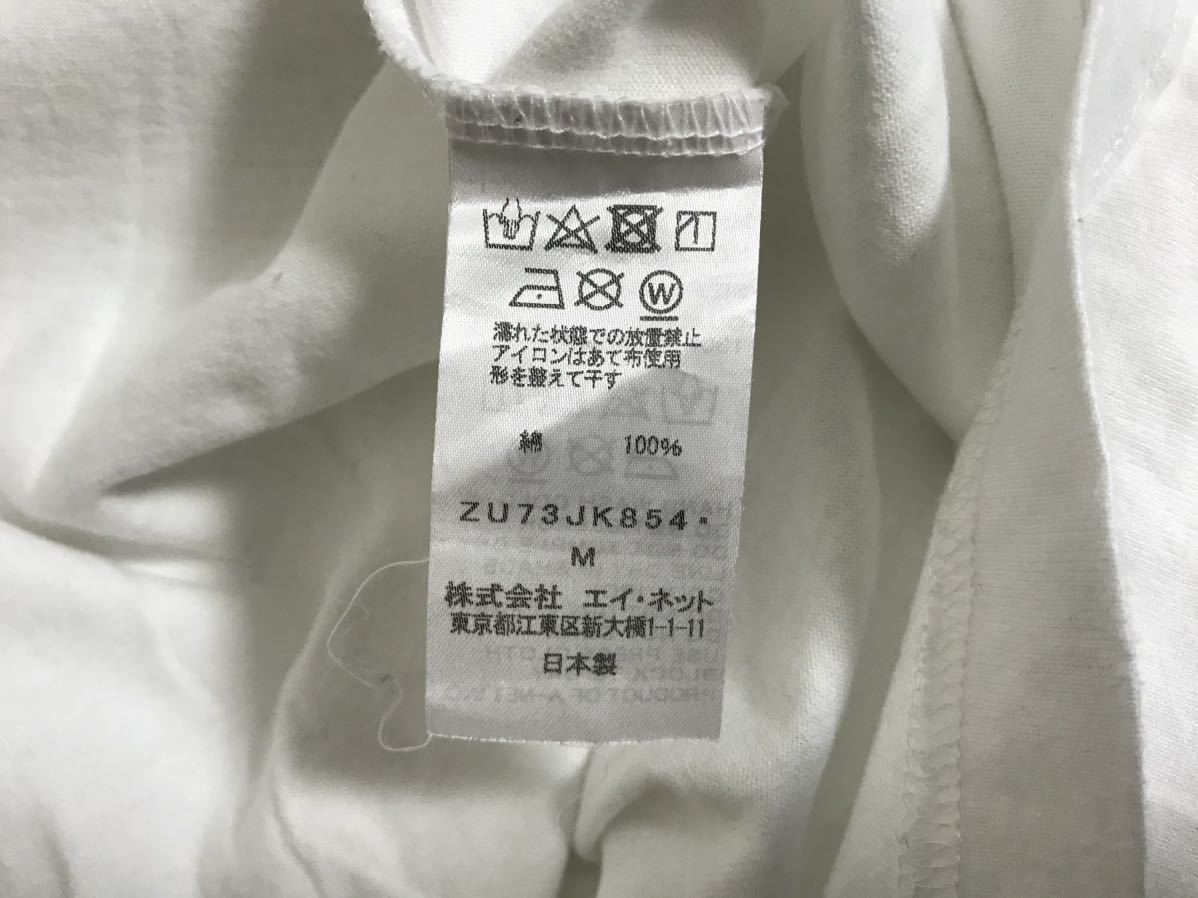 W
濡れた状態での放置禁止
アイロンはあて布使用
形を整えて干す
綿 100%
ZU73JK854・
M
株式会社 エイ・ネット
東京都江東区新大橋1-1-11
日本製